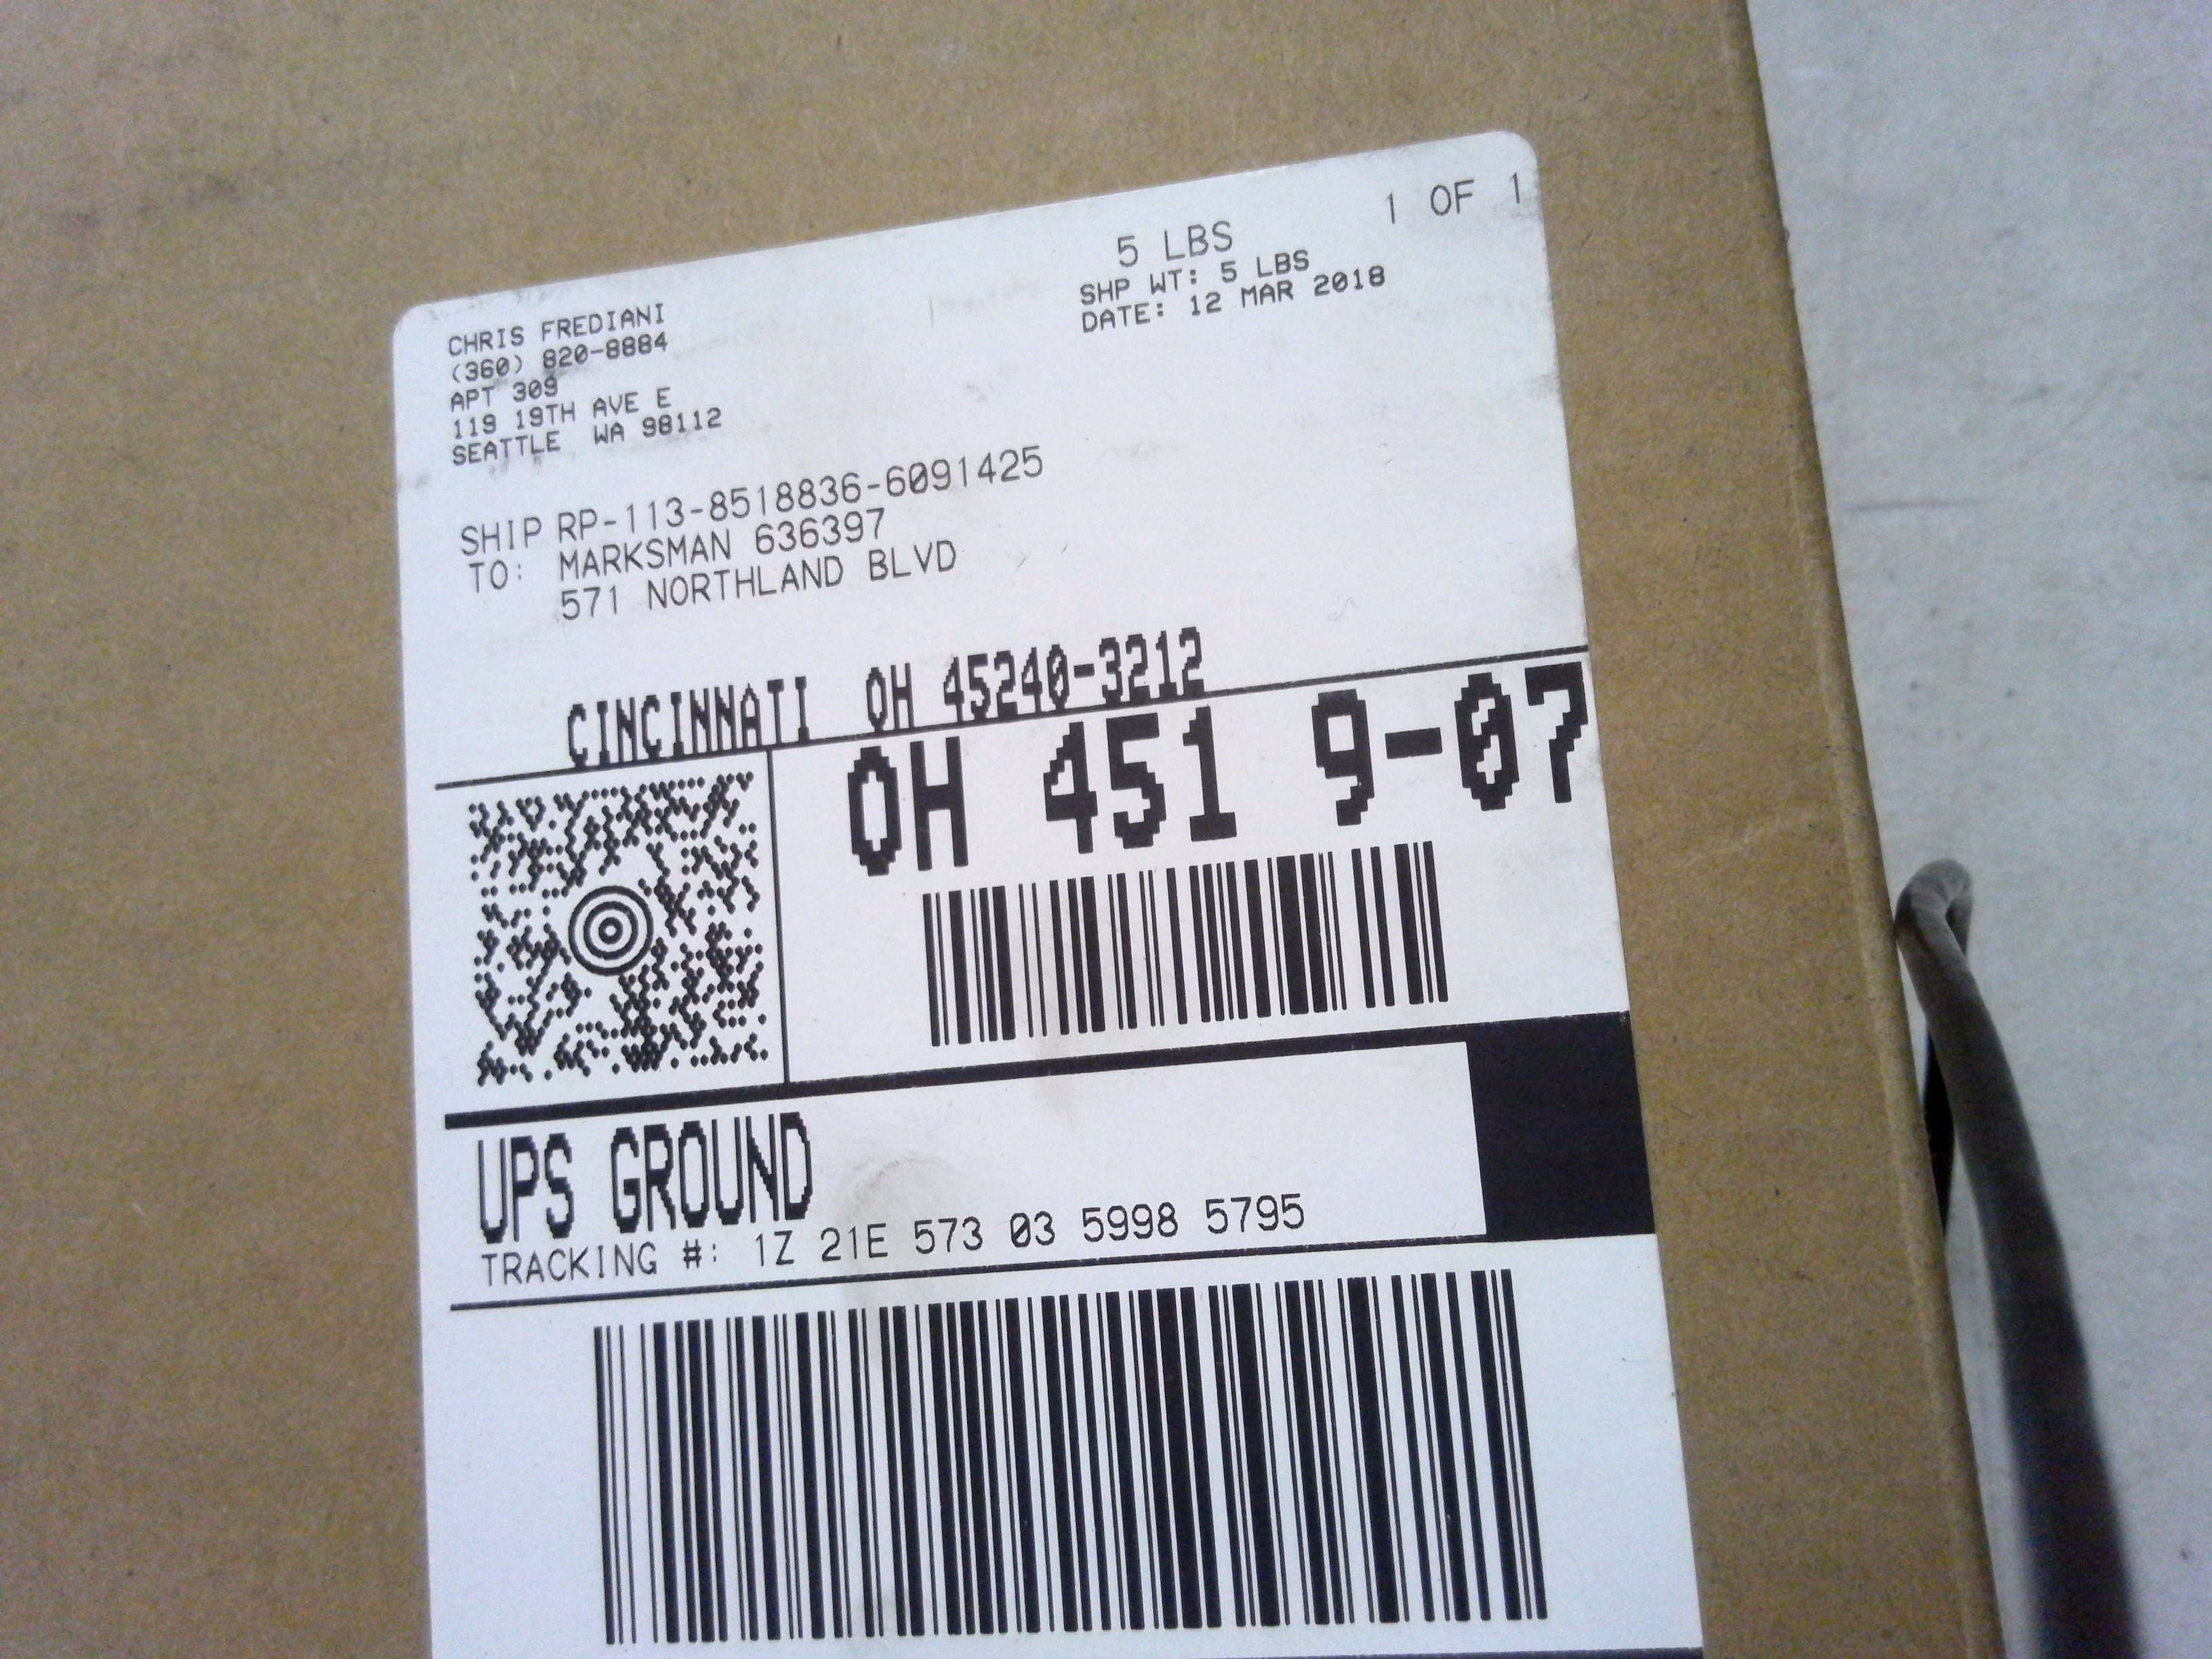 1 OF 1
5 LBS
SHP WT: 5 LBS
DATE: 12 MAR 2018
CHRIS FREDIANI
(360) 820-8884
APT 309
119 19TH AVE E
SEATTLE WA 98112
SHIP RP-113-8518836-6091425
TO: MARKSMAN 636397
571 NORTHLAND BLVD
CINCINNATI OH 45240-3212
OH 451 9-07
UPS GROUND
TRACKING #: 1Z 21E 573 03 5998 5795